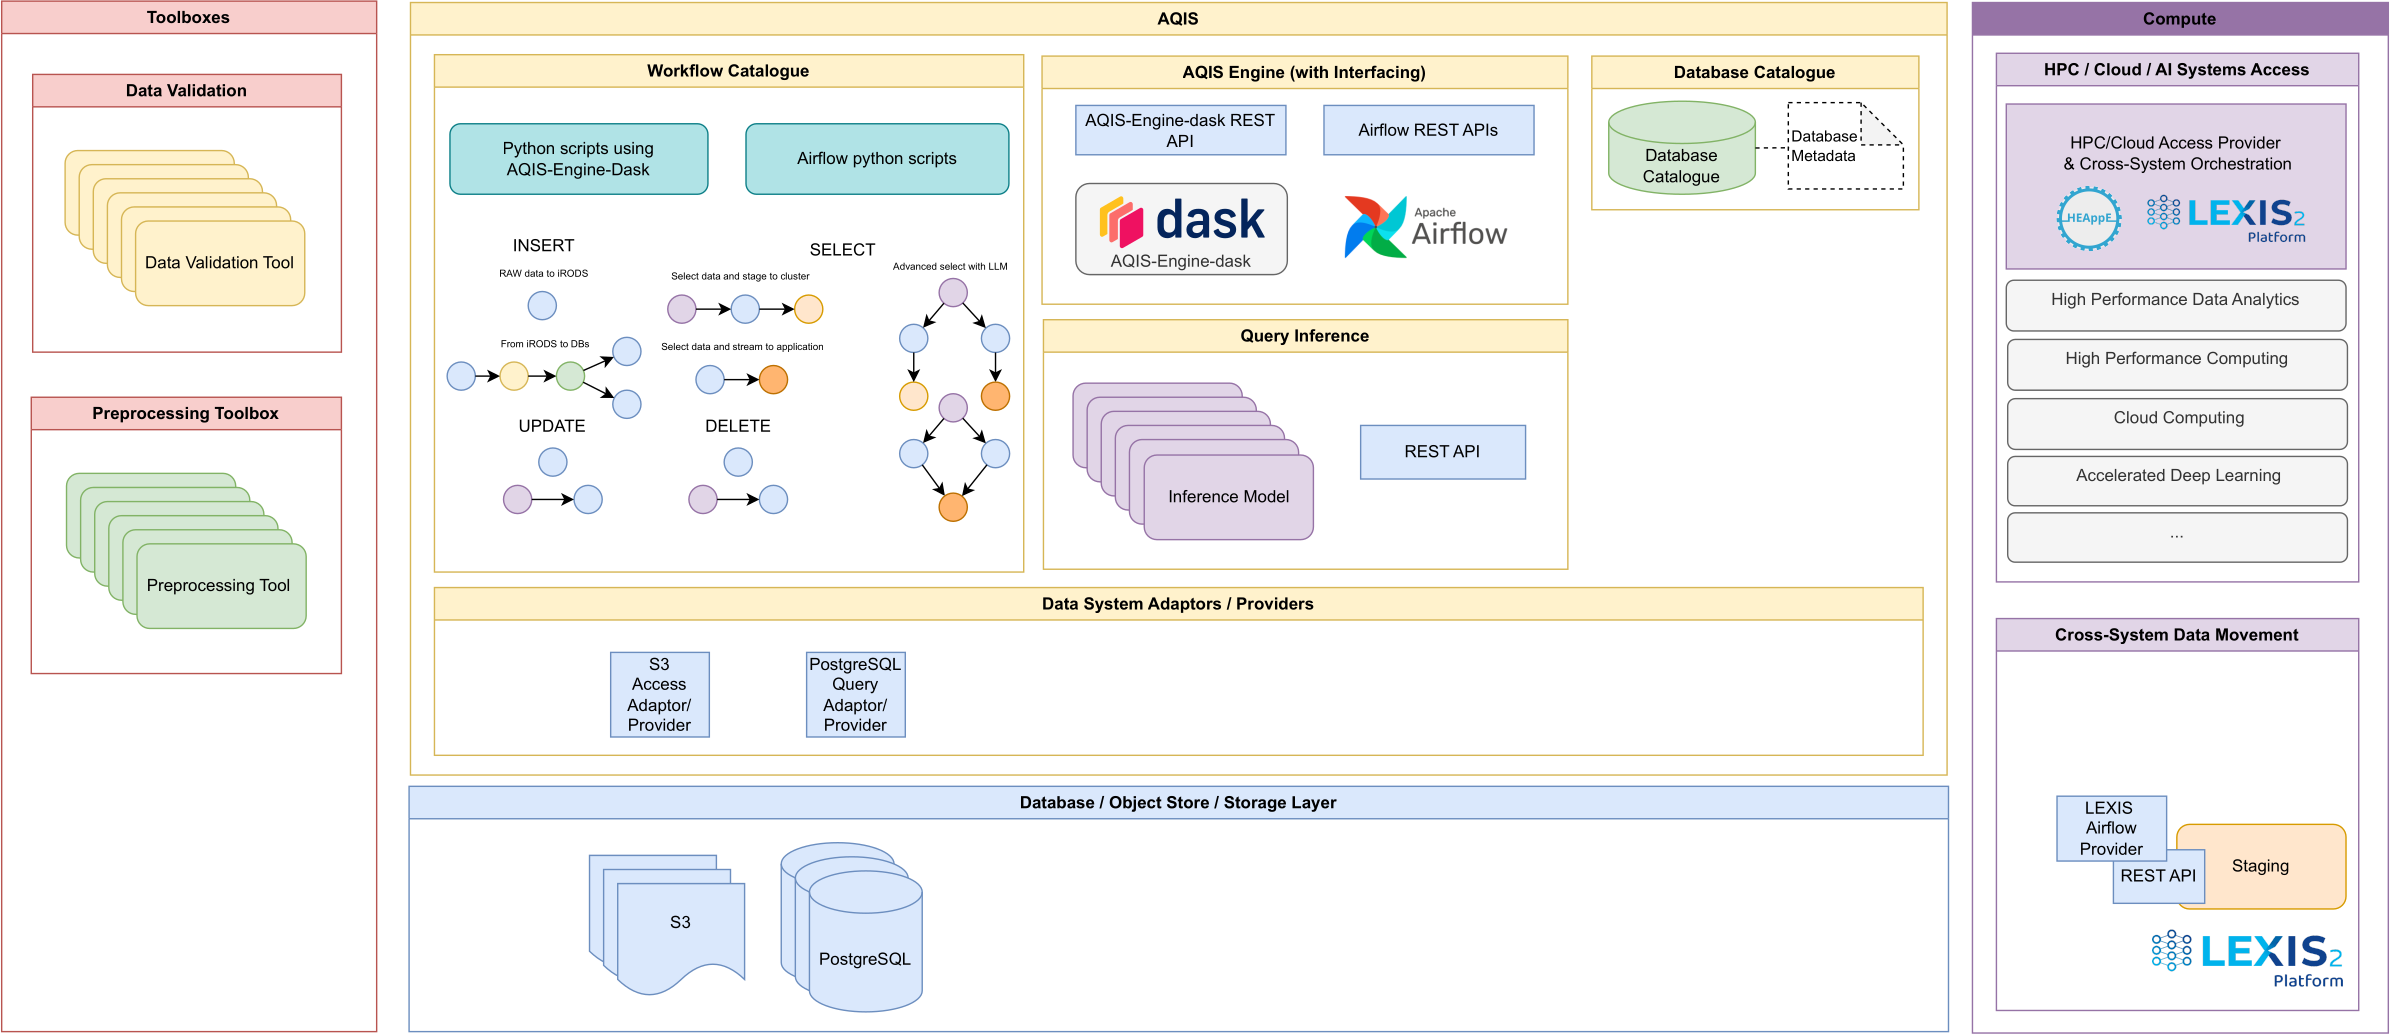 Toolboxes
Data Validation
Data Validation Tool
Preprocessing Toolbox
Preprocessing Tool
AQIS
Workflow Catalogue
Python scripts using
AQIS-Engine-Dask
Airflow python scripts
INSERT
RAW data to iRODS
From iRODS to DBs
SELECT
Select data and stage to cluster
Select data and stream to application
Advanced select with LLM
UPDATE
DELETE
AQIS Engine (with Interfacing)
AQIS-Engine-dask REST
API
Airflow REST APIs
dask
AQIS-Engine-dask
Apache
Airflow
Query Inference
Inference Model
REST API
Database Catalogue
Database
Catalogue
Database
Metadata
Data System Adaptors / Providers
S3
Access
Adaptor/
Provider
PostgreSQL
Query
Adaptor/
Provider
Database / Object Store / Storage Layer
S3
PostgreSQL
Compute
HPC / Cloud / AI Systems Access
HPC/Cloud Access Provider
& Cross-System Orchestration
HEAppE
LEXIS2
Platform
High Performance Data Analytics
High Performance Computing
Cloud Computing
Accelerated Deep Learning
...
Cross-System Data Movement
LEXIS
Airflow
Provider
REST API
Staging
LEXIS2
Platform